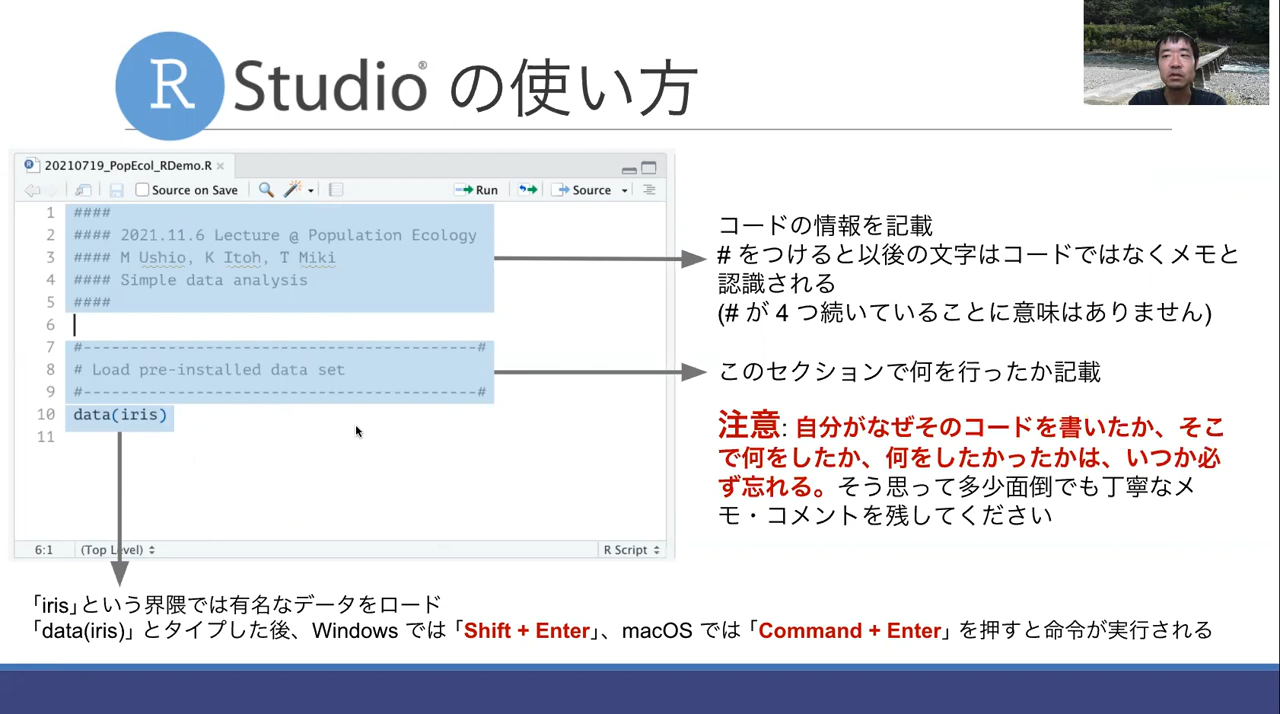 R Studio® の使い方
20210719_PopEcol_RDemo.R ×
Source on Save Run Source
1 ####
2 #### 2021.11.6 Lecture @ Population Ecology
3 #### M Ushio, K Itoh, T Miki
4 #### Simple data analysis
5 ####
6
7 #-------------------------------------------#
8 # Load pre-installed data set
9 #-------------------------------------------#
10 data(iris)
11
6:1 (Top Level) R Script
コードの情報を記載
# をつけると以後の文字はコードではなくメモと
認識される
(# が 4 つ続いていることに意味はありません)
このセクションで何を行ったか記載
注意: 自分がなぜそのコードを書いたか、そこ
で何をしたか、何をしたかったかは、いつか必
ず忘れる。そう思って多少面倒でも丁寧なメ
モ・コメントを残してください
「iris」という界隈では有名なデータをロード
「data(iris)」とタイプした後、Windows では「Shift + Enter」、macOS では「Command + Enter」を押すと命令が実行される